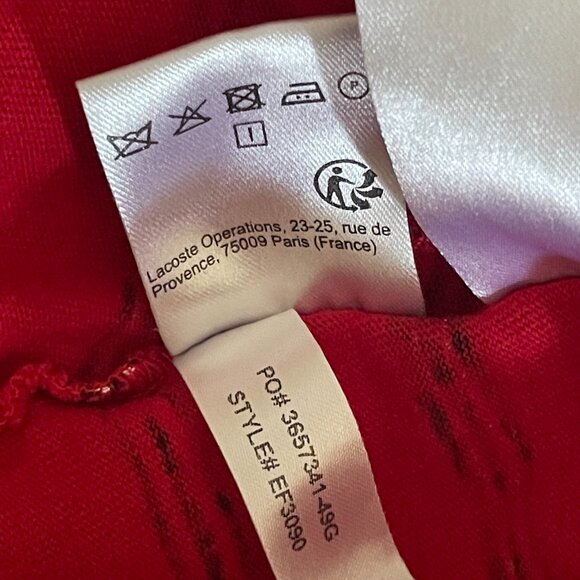 P
Lacoste Operations, 23-25, rue de
Provence, 75009 Paris (France)
PO# 3657341-49G
STYLE# EF3090